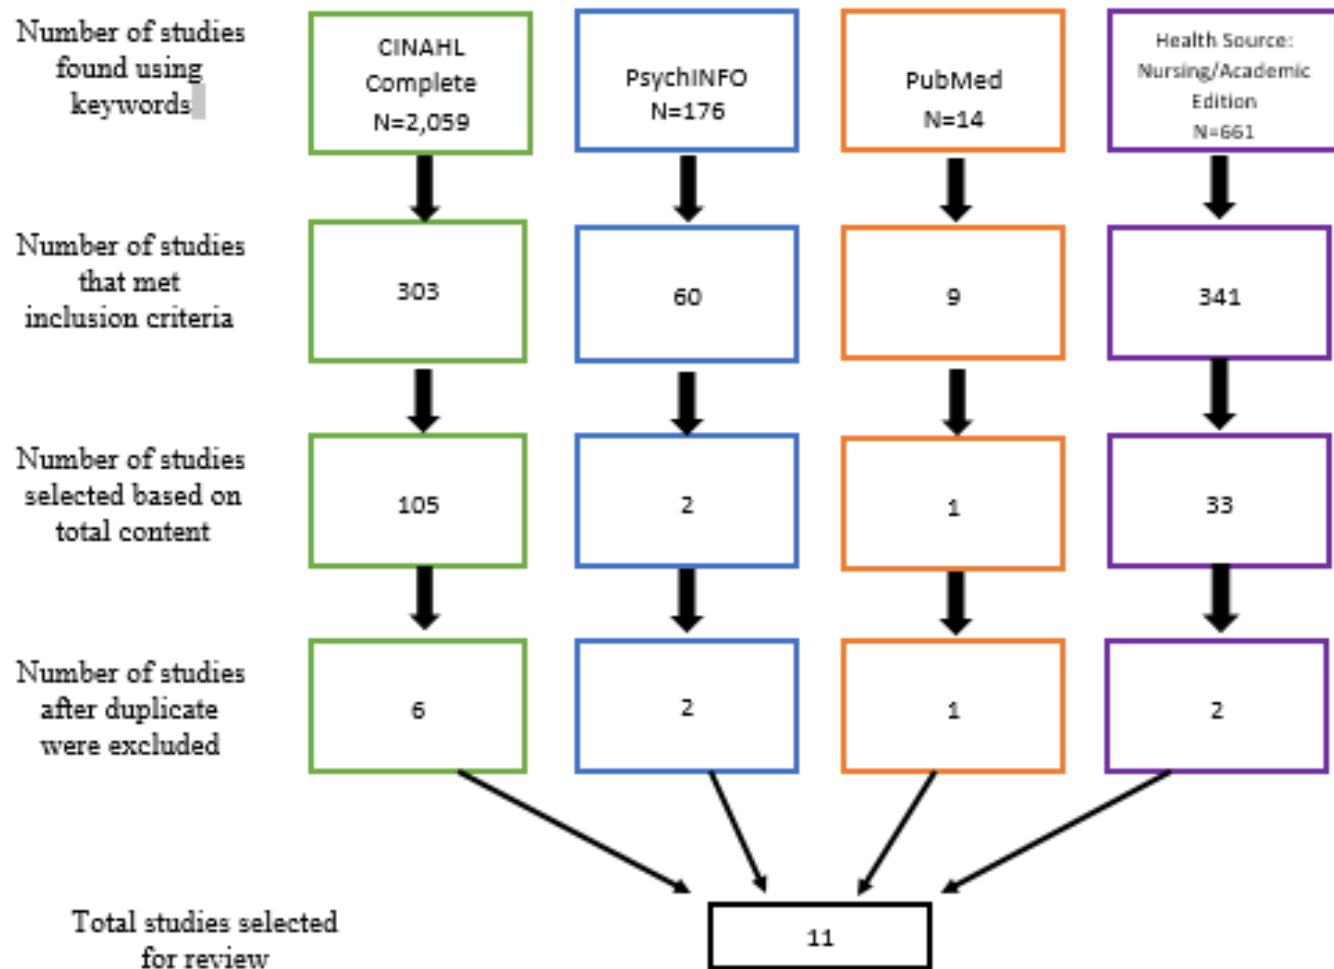 Number of studies
found using
keywords
CINAHL
Complete
N=2,059
PsychINFO
N=176
PubMed
N=14
Health Source:
Nursing/Academic
Edition
N=661
Number of studies
that met
inclusion criteria
303
60
9
341
Number of studies
selected based on
total content
105
2
1
33
Number of studies
after duplicate
were excluded
6
2
1
2
Total studies selected
for review
11